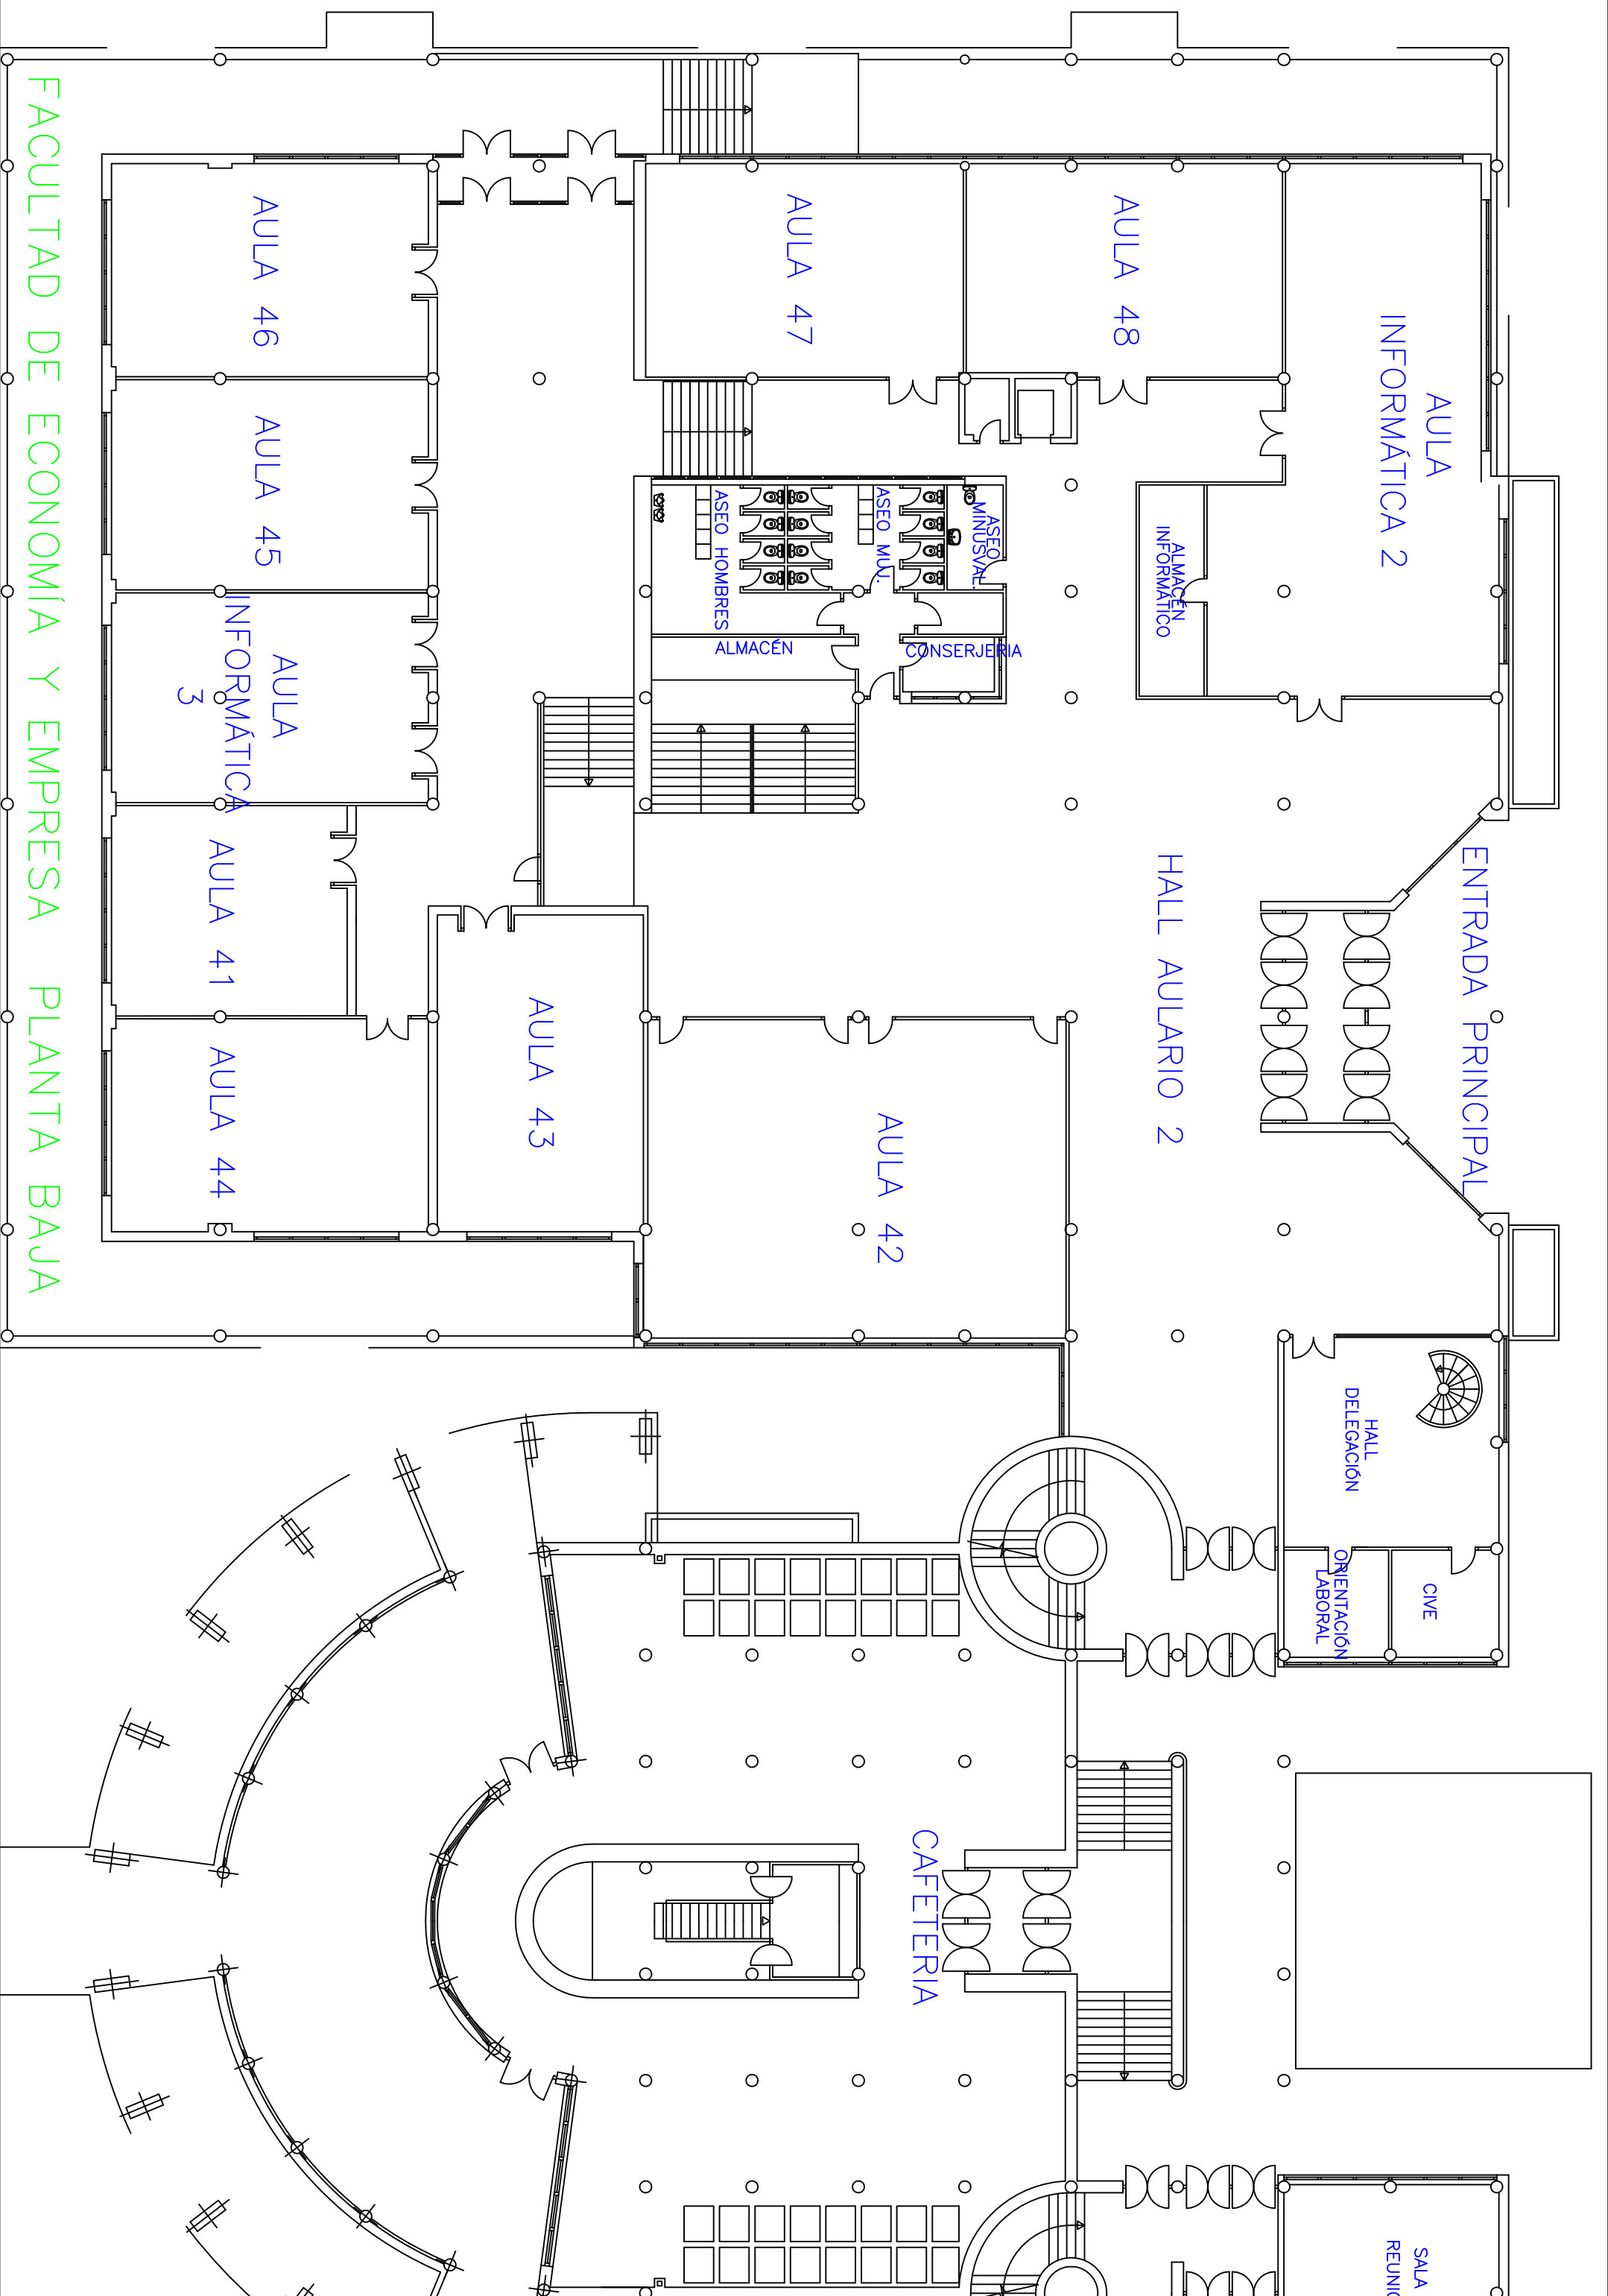 ENTRADA PRINCIPAL
AULA
INFORMÁTICA 2
HALL
DELEGACIÓN
CIVE
ORIENTACIÓN
LABORAL
SALA
HALL AULARIO 2
ALMACÉN
INFORMÁTICO
AULA 48
ASEO
MINUSVAL.
CONSERJERIA
CAFETERIA
ASEO MUJ.
AULA 42
AULA 47
ALMACÉN
ASEO HOMBRES
AULA 43
AULA 46
AULA 45
AULA
INFORMÁTICA
3
AULA 41
AULA 44
FACULTAD DE ECONOMÍA Y EMPRESA PLANTA BAJA